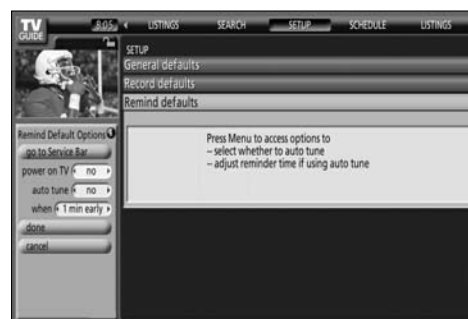 TV
GUIDE
8:05
LISTINGS SEARCH SETUP SCHEDULE LISTINGS
SETUP
General defaults
Record defaults
Remind defaults
Remind Default Options
go to Service Bar
power on TV no
auto tune no
when 1 min early
done
cancel
Press Menu to access options to
– select whether to auto tune
– adjust reminder time if using auto tune